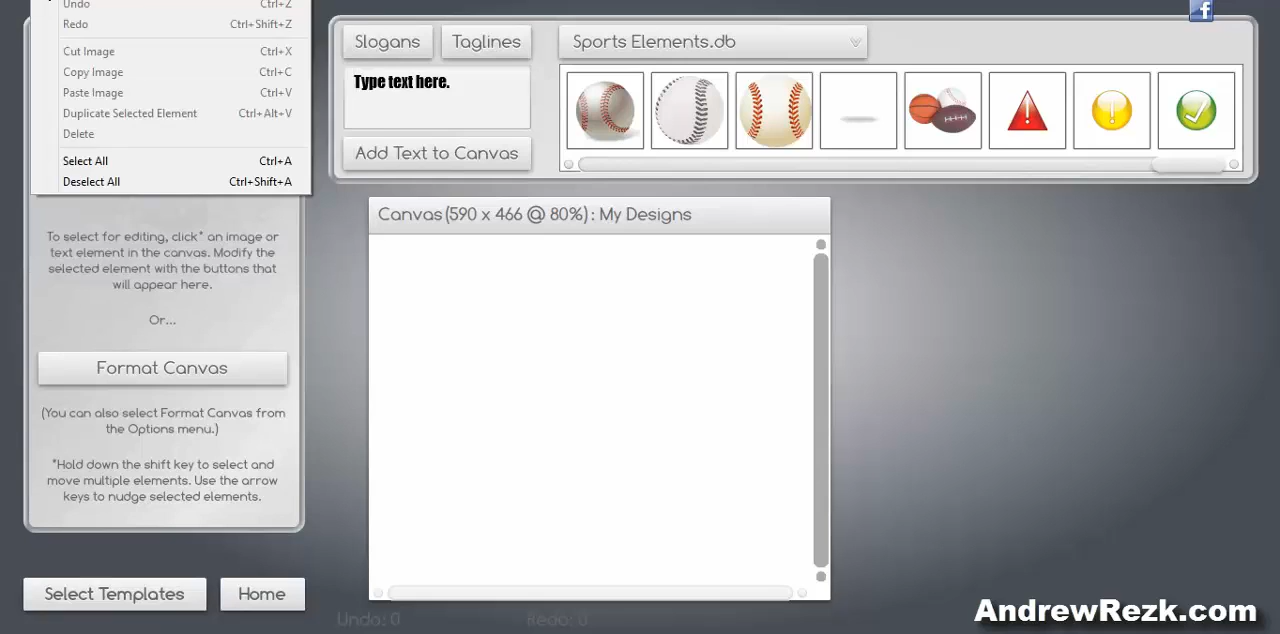 Undo Ctrl+Z
Redo Ctrl+Shift+Z
Cut Image Ctrl+X
Copy Image Ctrl+C
Paste Image Ctrl+V
Duplicate Selected Element Ctrl+Alt+V
Delete
Select All Ctrl+A
Deselect All Ctrl+Shift+A
To select for editing, click* an image or
text element in the canvas. Modify the
selected element with the buttons that
will appear here.
Or...
Format Canvas
(You can also select Format Canvas from
the Options menu.)
*Hold down the shift key to select and
move multiple elements. Use the arrow
keys to nudge selected elements.
Select Templates Home
Slogans Taglines Sports Elements.db
Type text here.
Add Text to Canvas
f
Canvas (590 x 466 @ 80%) : My Designs
Undo: 0 Redo: 0
AndrewRezk.com